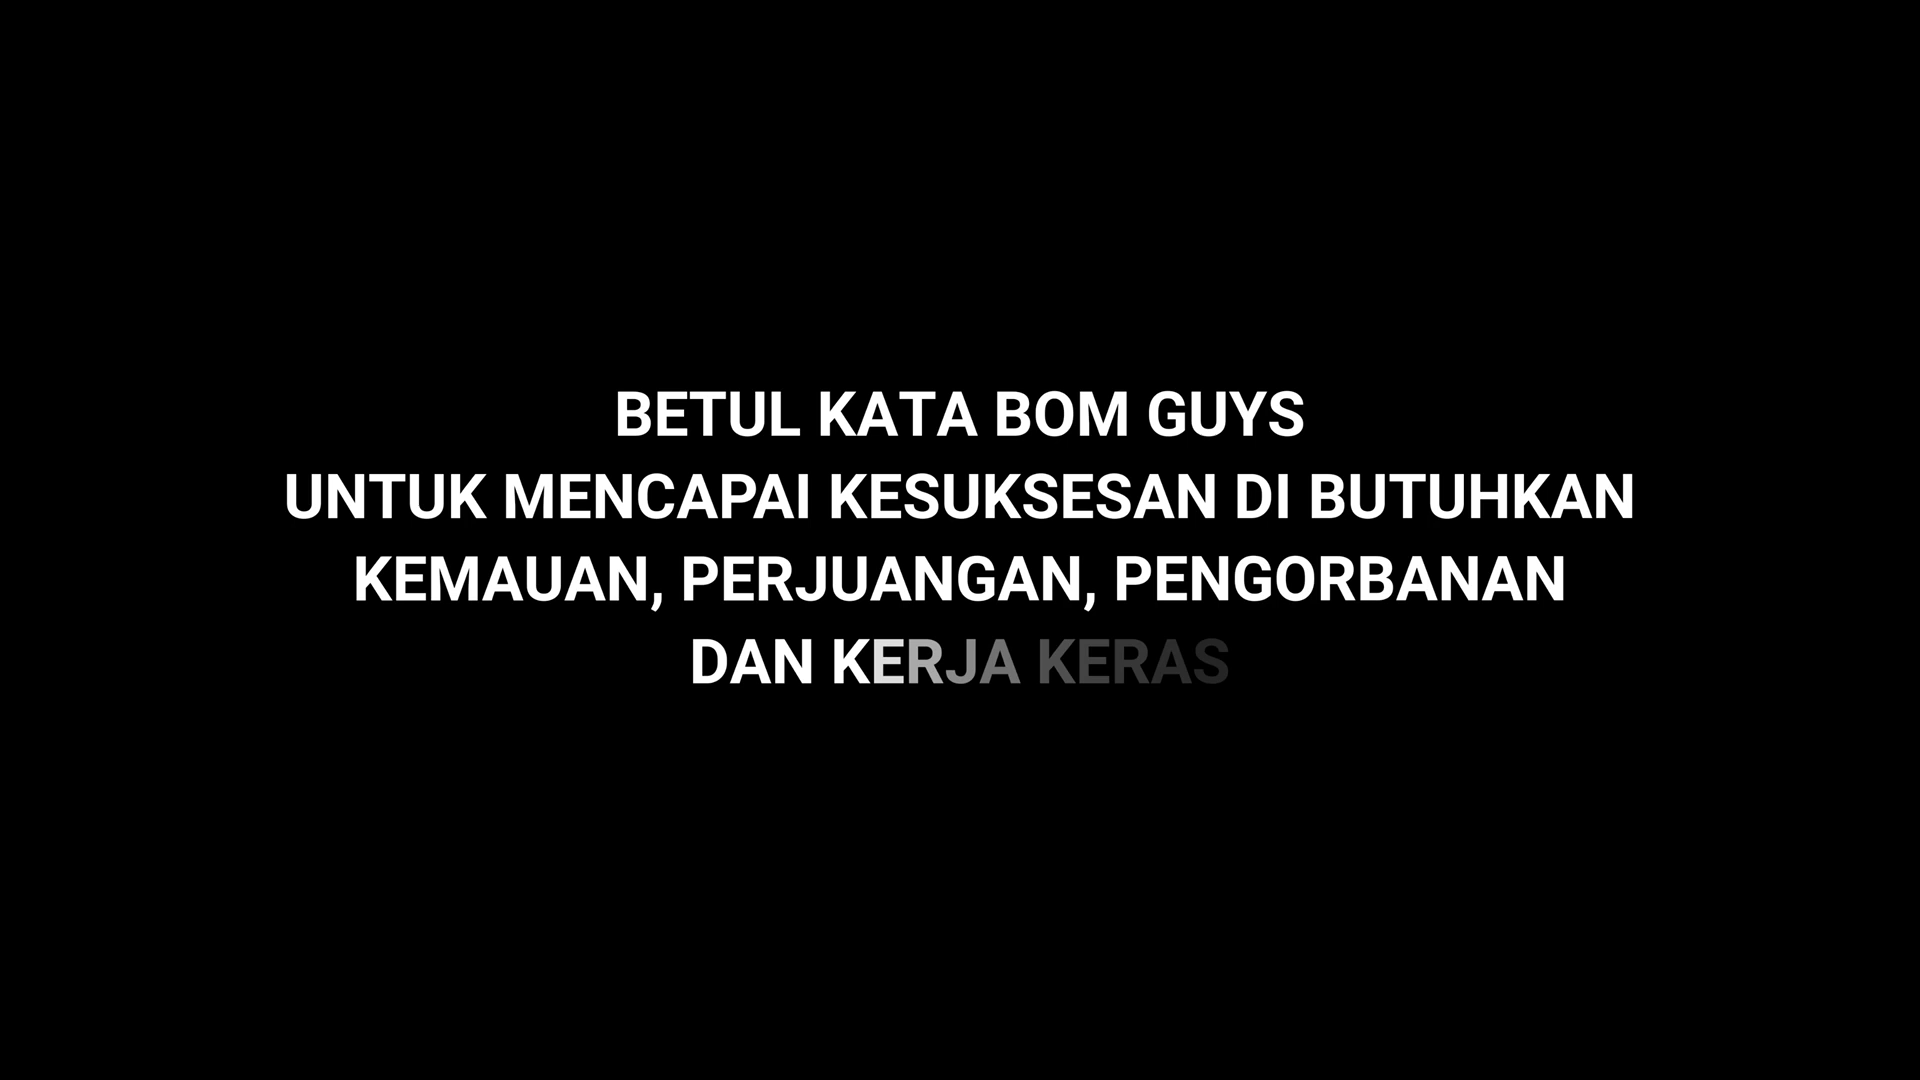 BETUL KATA BOM GUYS
UNTUK MENCAPAI KESUKSESAN DI BUTUHKAN
KEMAUAN, PERJUANGAN, PENGORBANAN
DAN KERJA KERAS